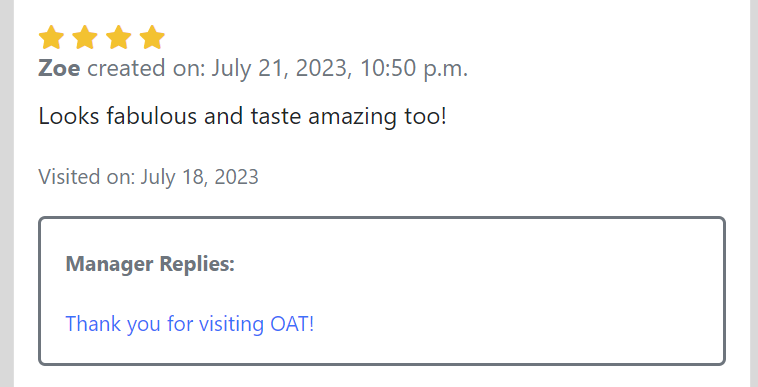 Zoe created on: July 21, 2023, 10:50 p.m.
Looks fabulous and taste amazing too!
Visited on: July 18, 2023
Manager Replies:
Thank you for visiting OAT!